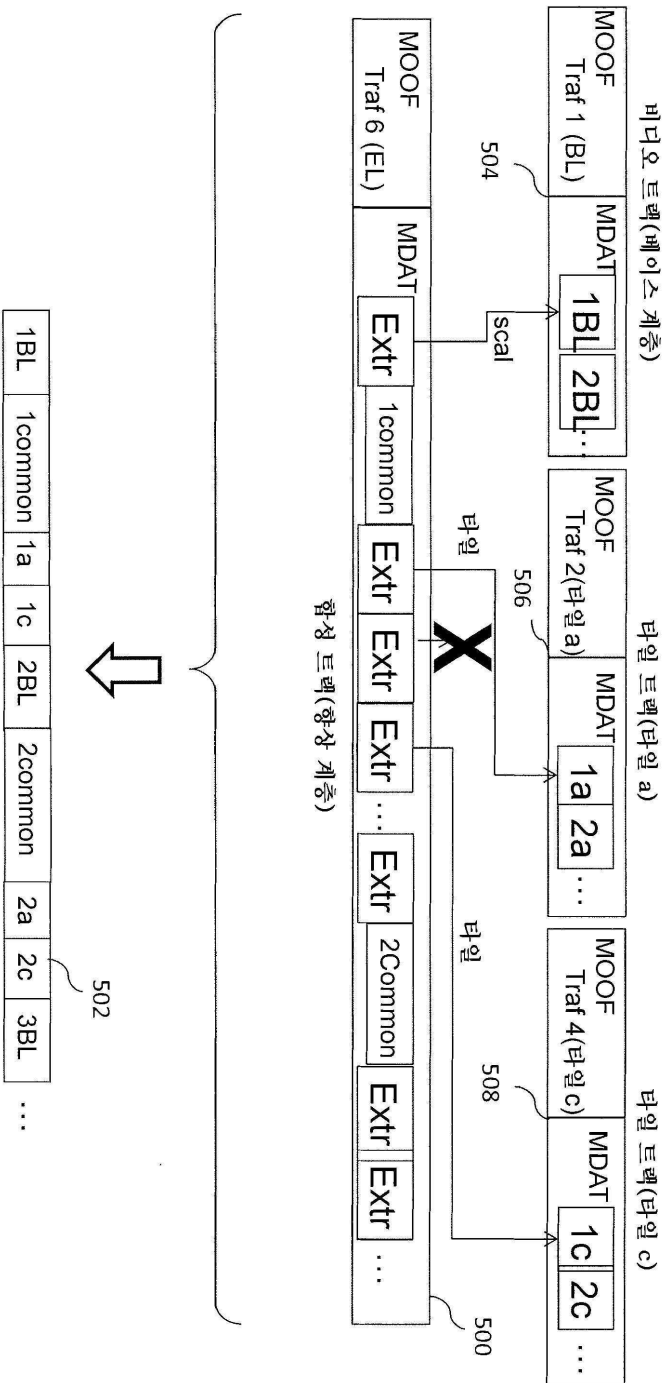 비디오 트랙(베이스 계층)
MOOF
Traf 1 (BL)
MDAT
1BL
2BL
...
504
타일 트랙(타일 a)
MOOF
Traf 2(타일 a)
MDAT
1a
2a
...
506
타일 트랙(타일 c)
MOOF
Traf 4(타일 c)
MDAT
1c
2c
...
508
scal
타일
X
타일
MOOF
Traf 6 (EL)
MDAT
Extr
1common
Extr
Extr
Extr
...
Extr
2Common
Extr
Extr
...
500
합성 트랙(향상 계층)
1BL
1common
1a
1c
2BL
2common
2a
2c
3BL
...
502